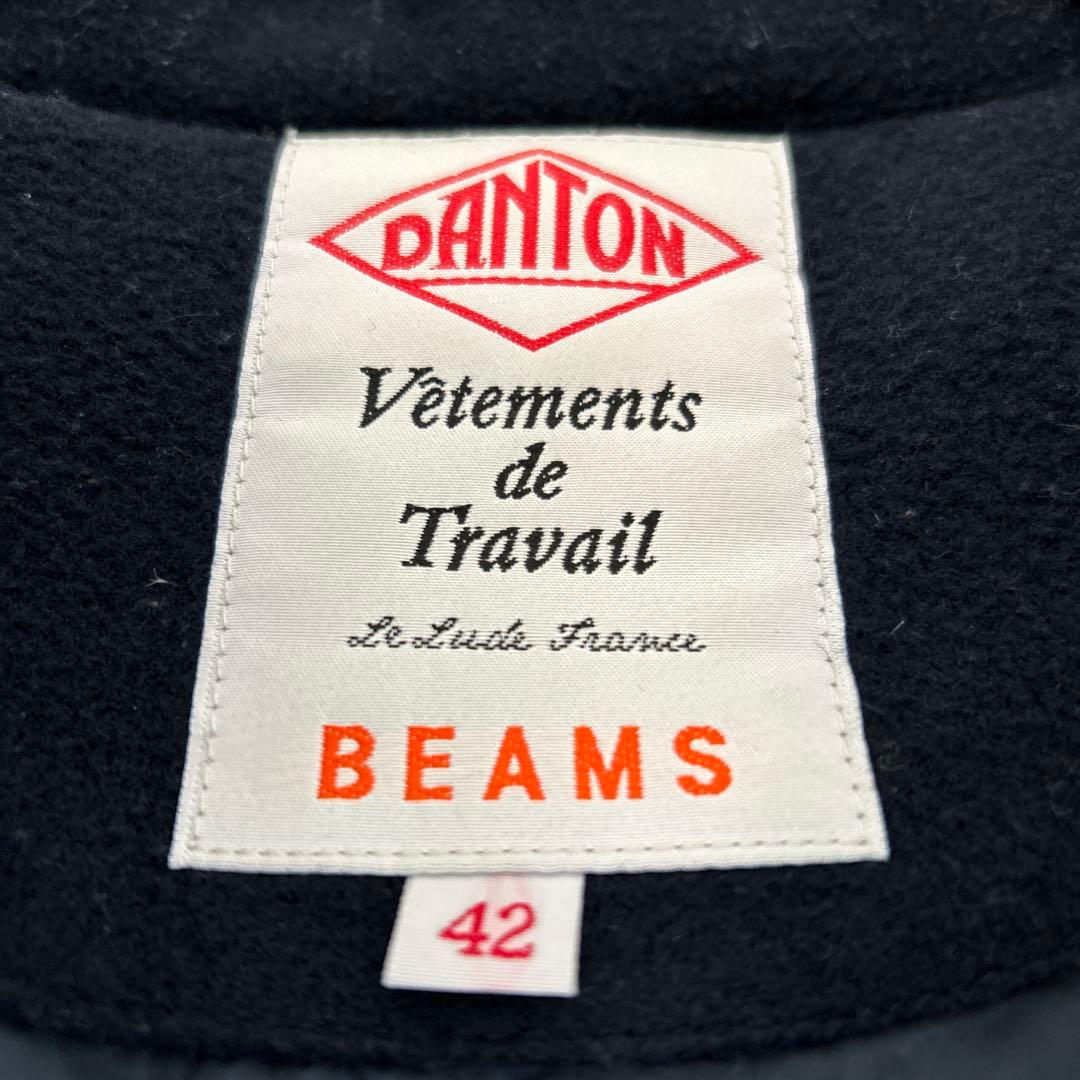 DANTON
Vêtements
de
Travail
Le Lude France
BEAMS
42